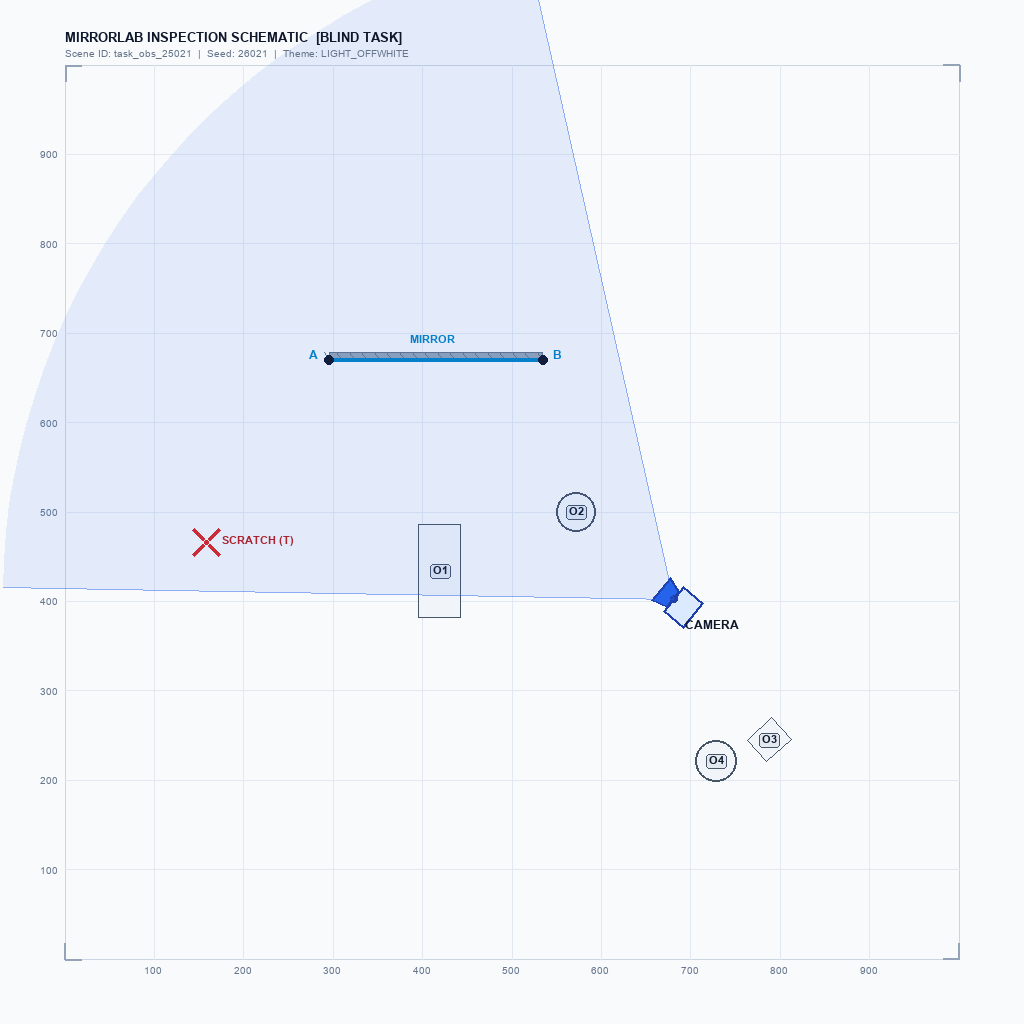 MIRRORLAB INSPECTION SCHEMATIC  [BLIND TASK]
Scene ID: task_obs_25021  |  Seed: 26021  |  Theme: LIGHT_OFFWHITE
900
800
700
MIRROR
A
B
600
500
O2
SCRATCH (T)
O1
400
CAMERA
300
O3
O4
200
100
100 200 300 400 500 600 700 800 900